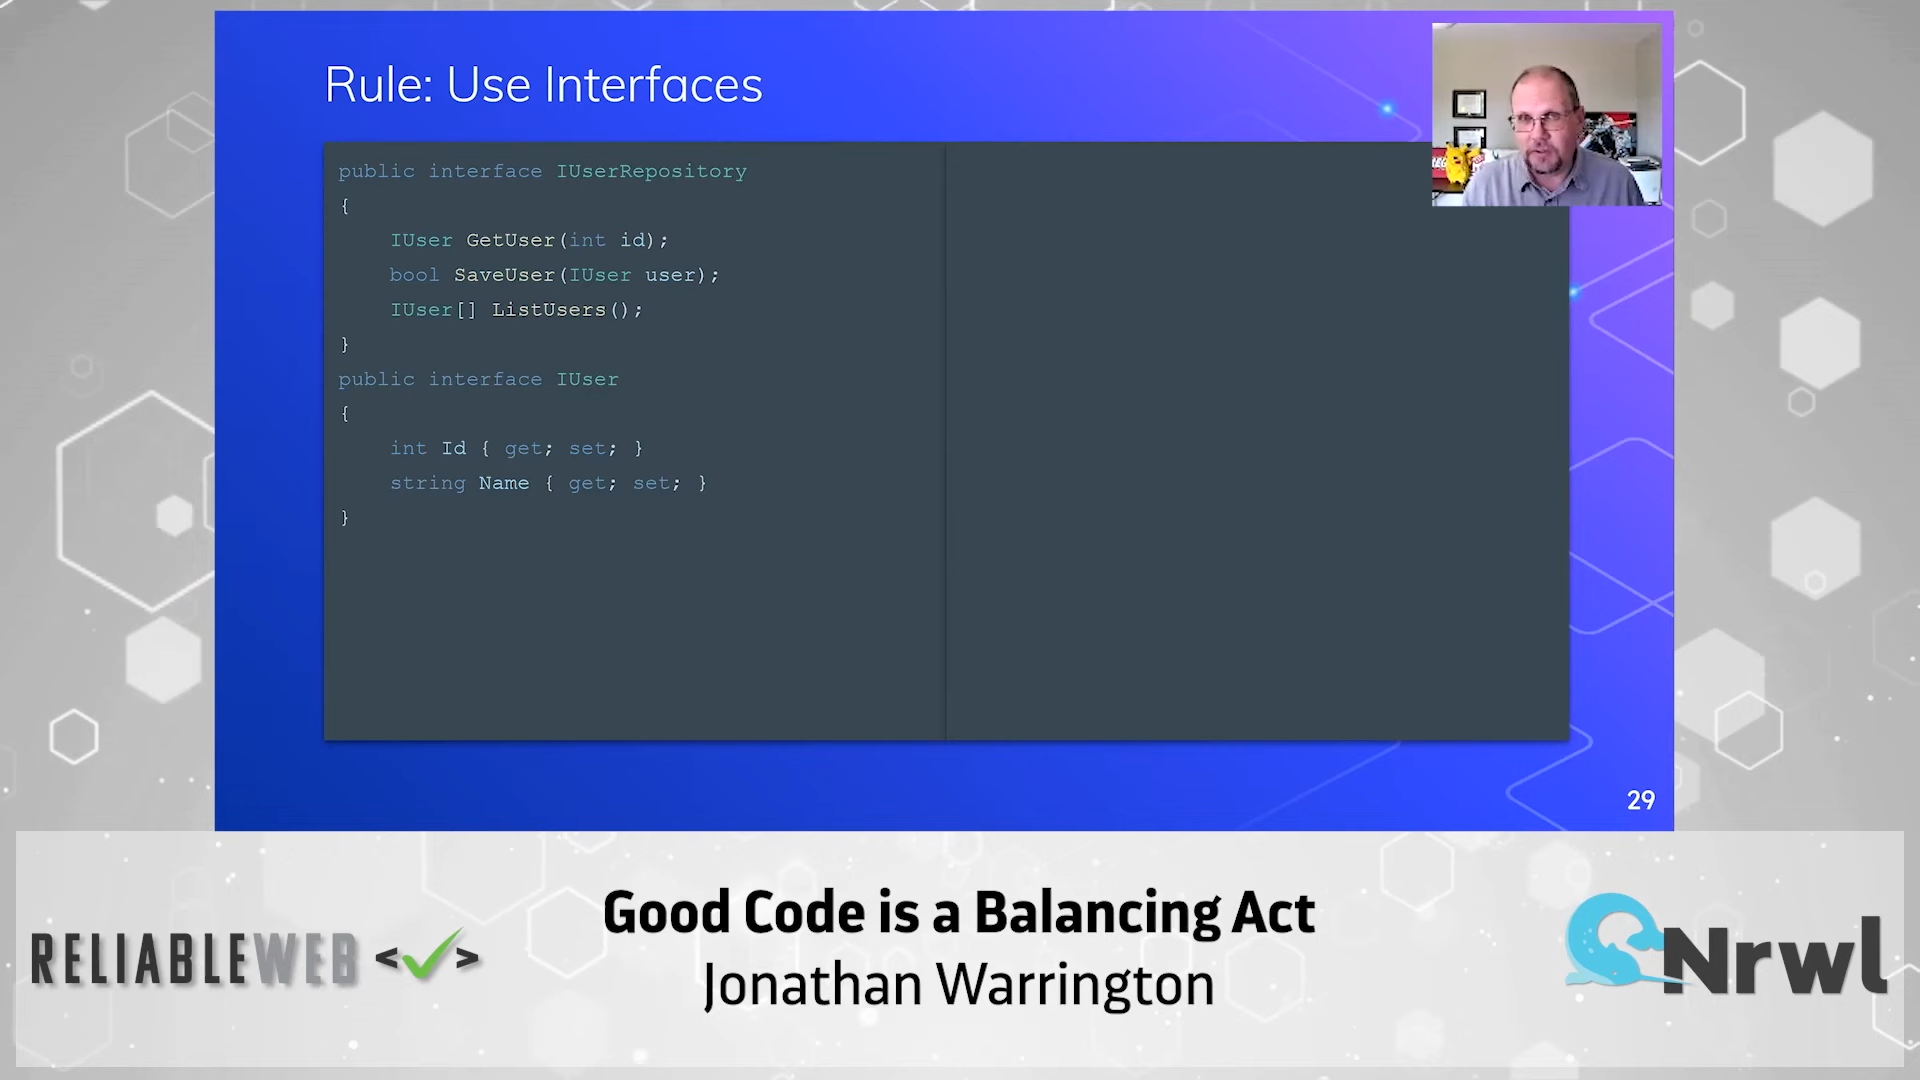 Rule: Use Interfaces
public interface IUserRepository
{
    IUser GetUser(int id);
    bool SaveUser(IUser user);
    IUser[] ListUsers();
}
public interface IUser
{
    int Id { get; set; }
    string Name { get; set; }
}
29
Good Code is a Balancing Act
Jonathan Warrington
RELIABLEWEB <✓>
Nrwl